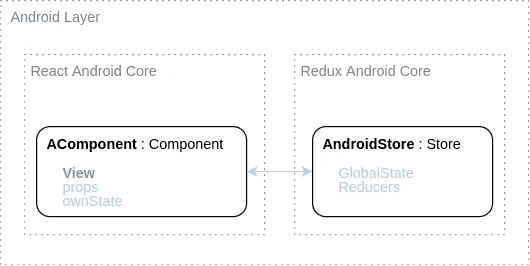 Android Layer
React Android Core
Redux Android Core
AComponent : Component
View
props
ownState
AndroidStore : Store
GlobalState
Reducers